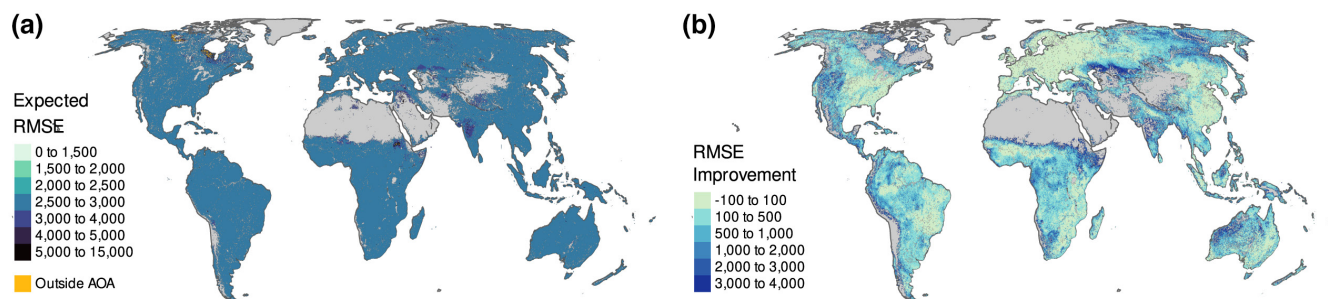 (a)
Expected
RMSE
0 to 1,500
1,500 to 2,000
2,000 to 2,500
2,500 to 3,000
3,000 to 4,000
4,000 to 5,000
5,000 to 15,000
Outside AOA
(b)
RMSE
Improvement
-100 to 100
100 to 500
500 to 1,000
1,000 to 2,000
2,000 to 3,000
3,000 to 4,000